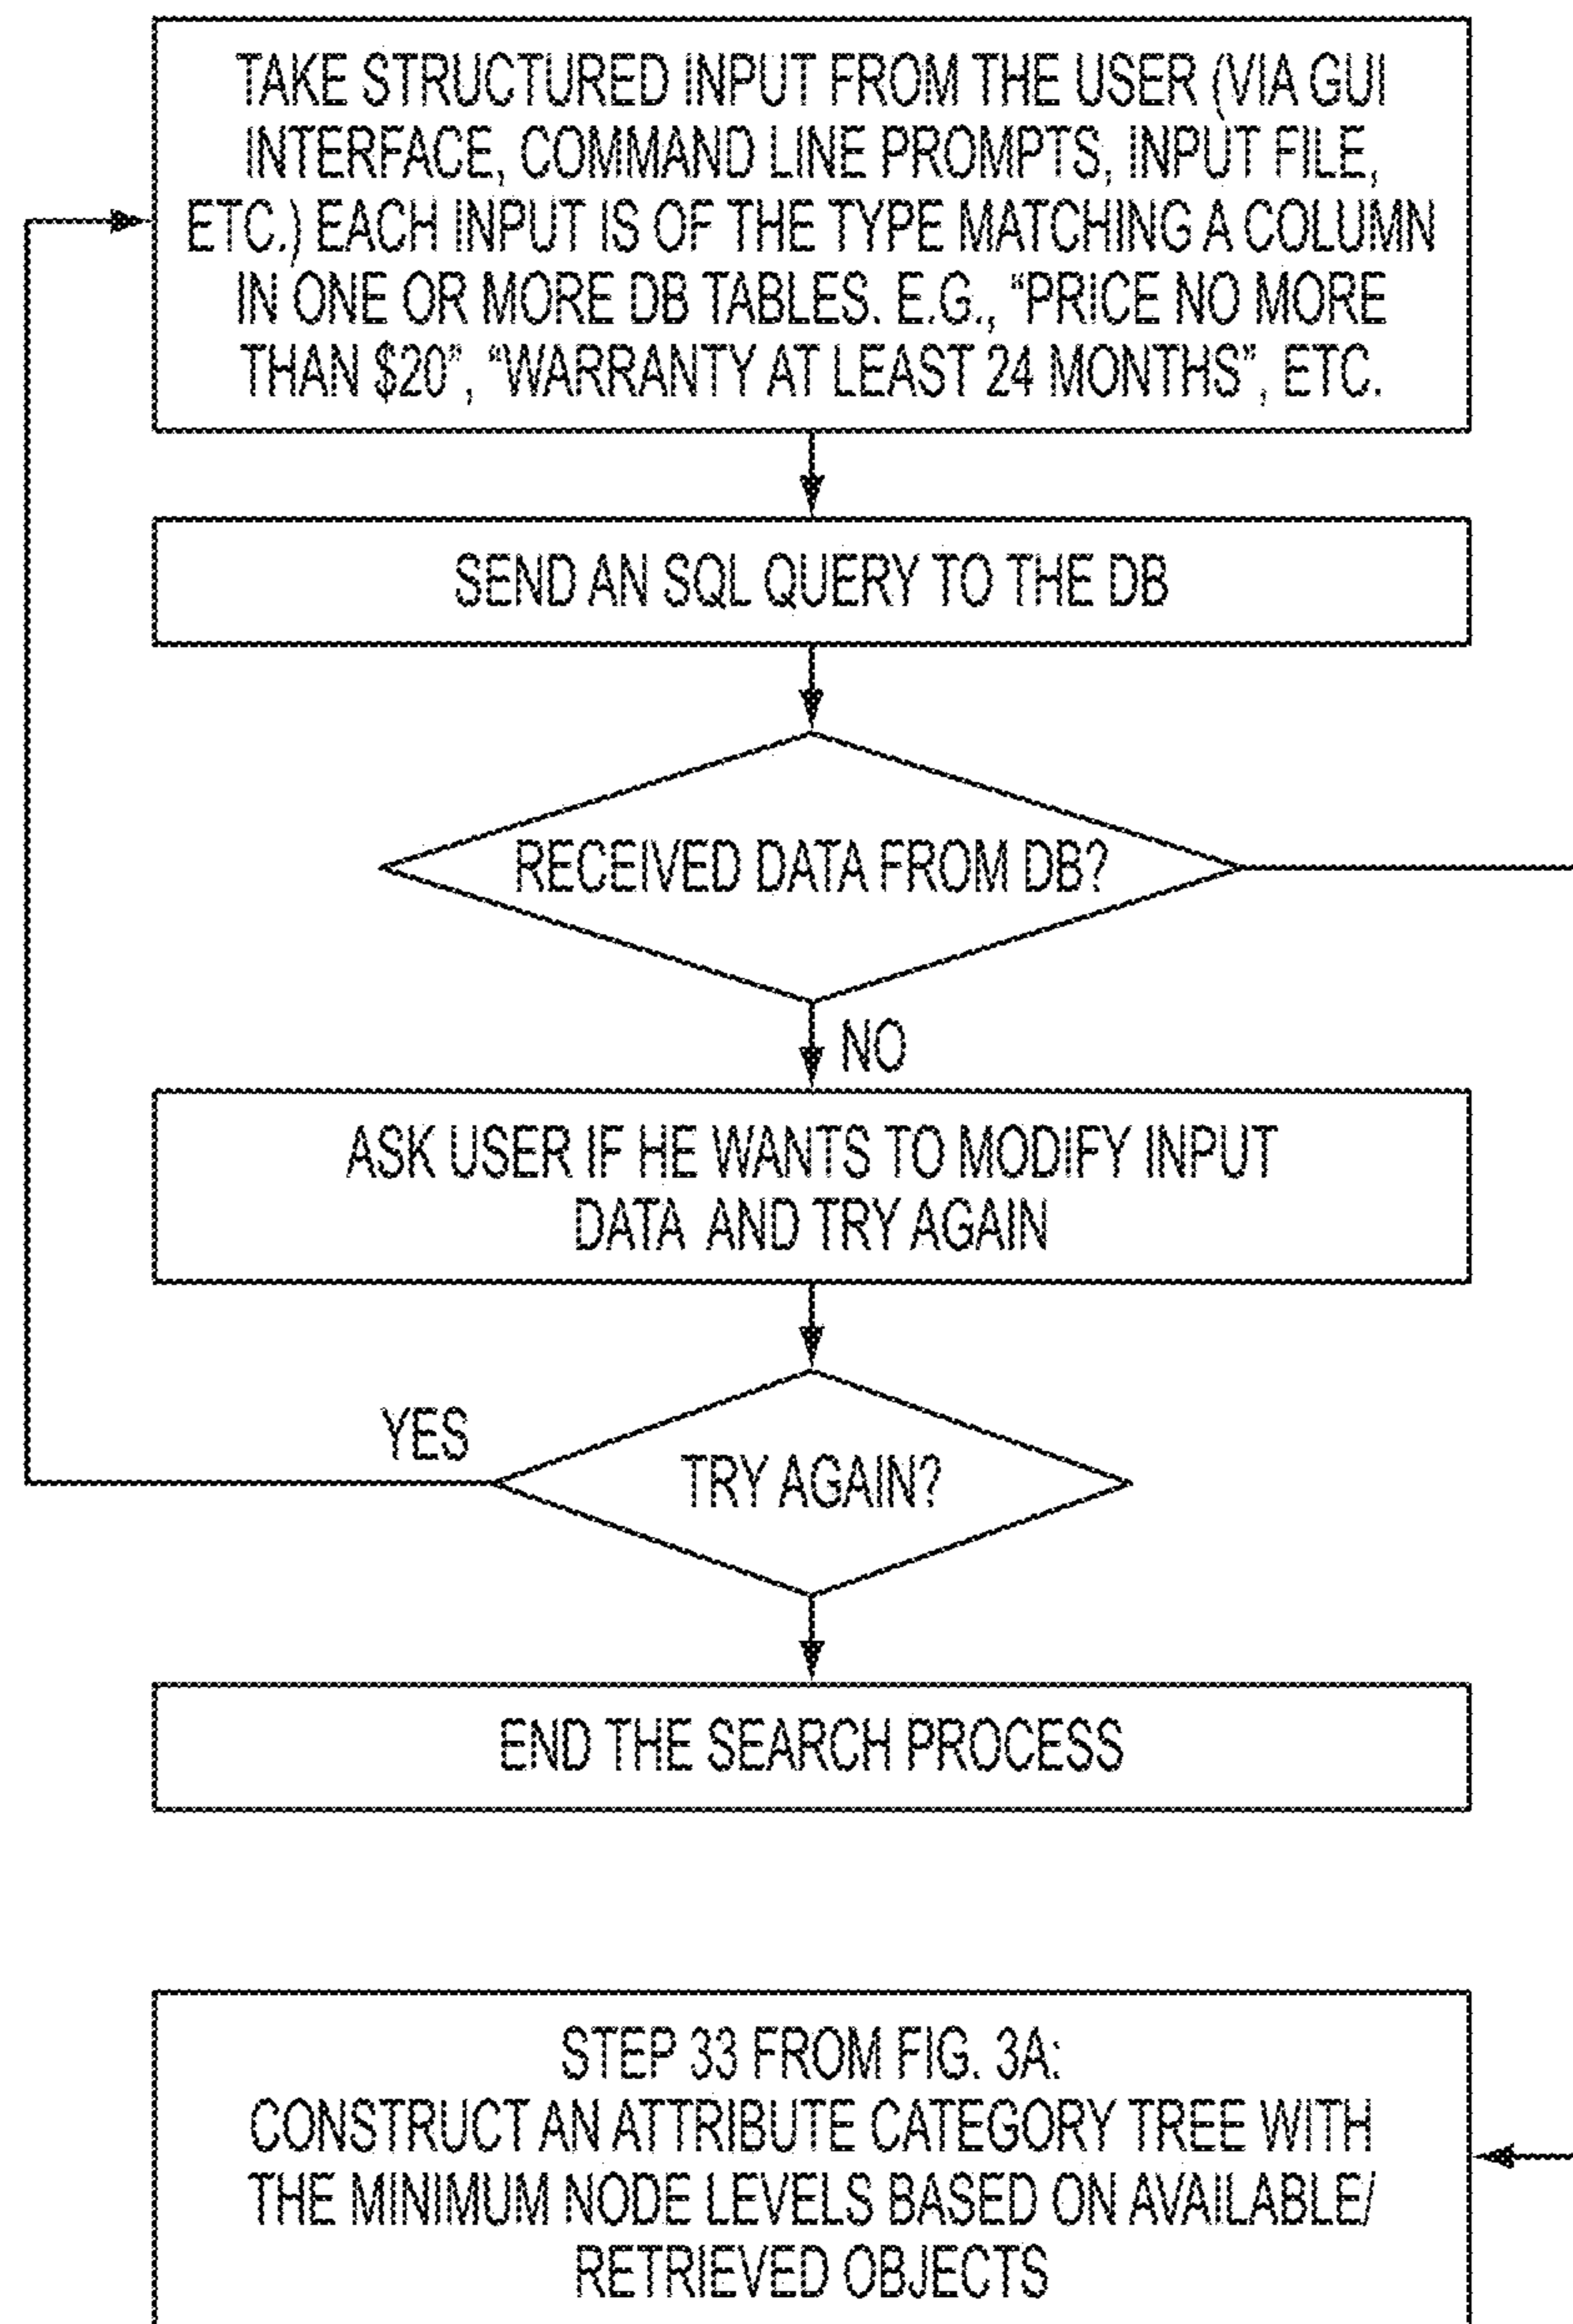 TAKE STRUCTURED INPUT FROM THE USER (VIA GUI
INTERFACE, COMMAND LINE PROMPTS, INPUT FILE,
ETC.) EACH INPUT IS OF THE TYPE MATCHING A COLUMN
IN ONE OR MORE DB TABLES. E.G., “PRICE NO MORE
THAN $20”, “WARRANTY AT LEAST 24 MONTHS”, ETC.
SEND AN SQL QUERY TO THE DB
RECEIVED DATA FROM DB?
NO
ASK USER IF HE WANTS TO MODIFY INPUT
DATA AND TRY AGAIN
YES
TRY AGAIN?
END THE SEARCH PROCESS
STEP 33 FROM FIG. 3A:
CONSTRUCT AN ATTRIBUTE CATEGORY TREE WITH
THE MINIMUM NODE LEVELS BASED ON AVAILABLE/
RETRIEVED OBJECTS